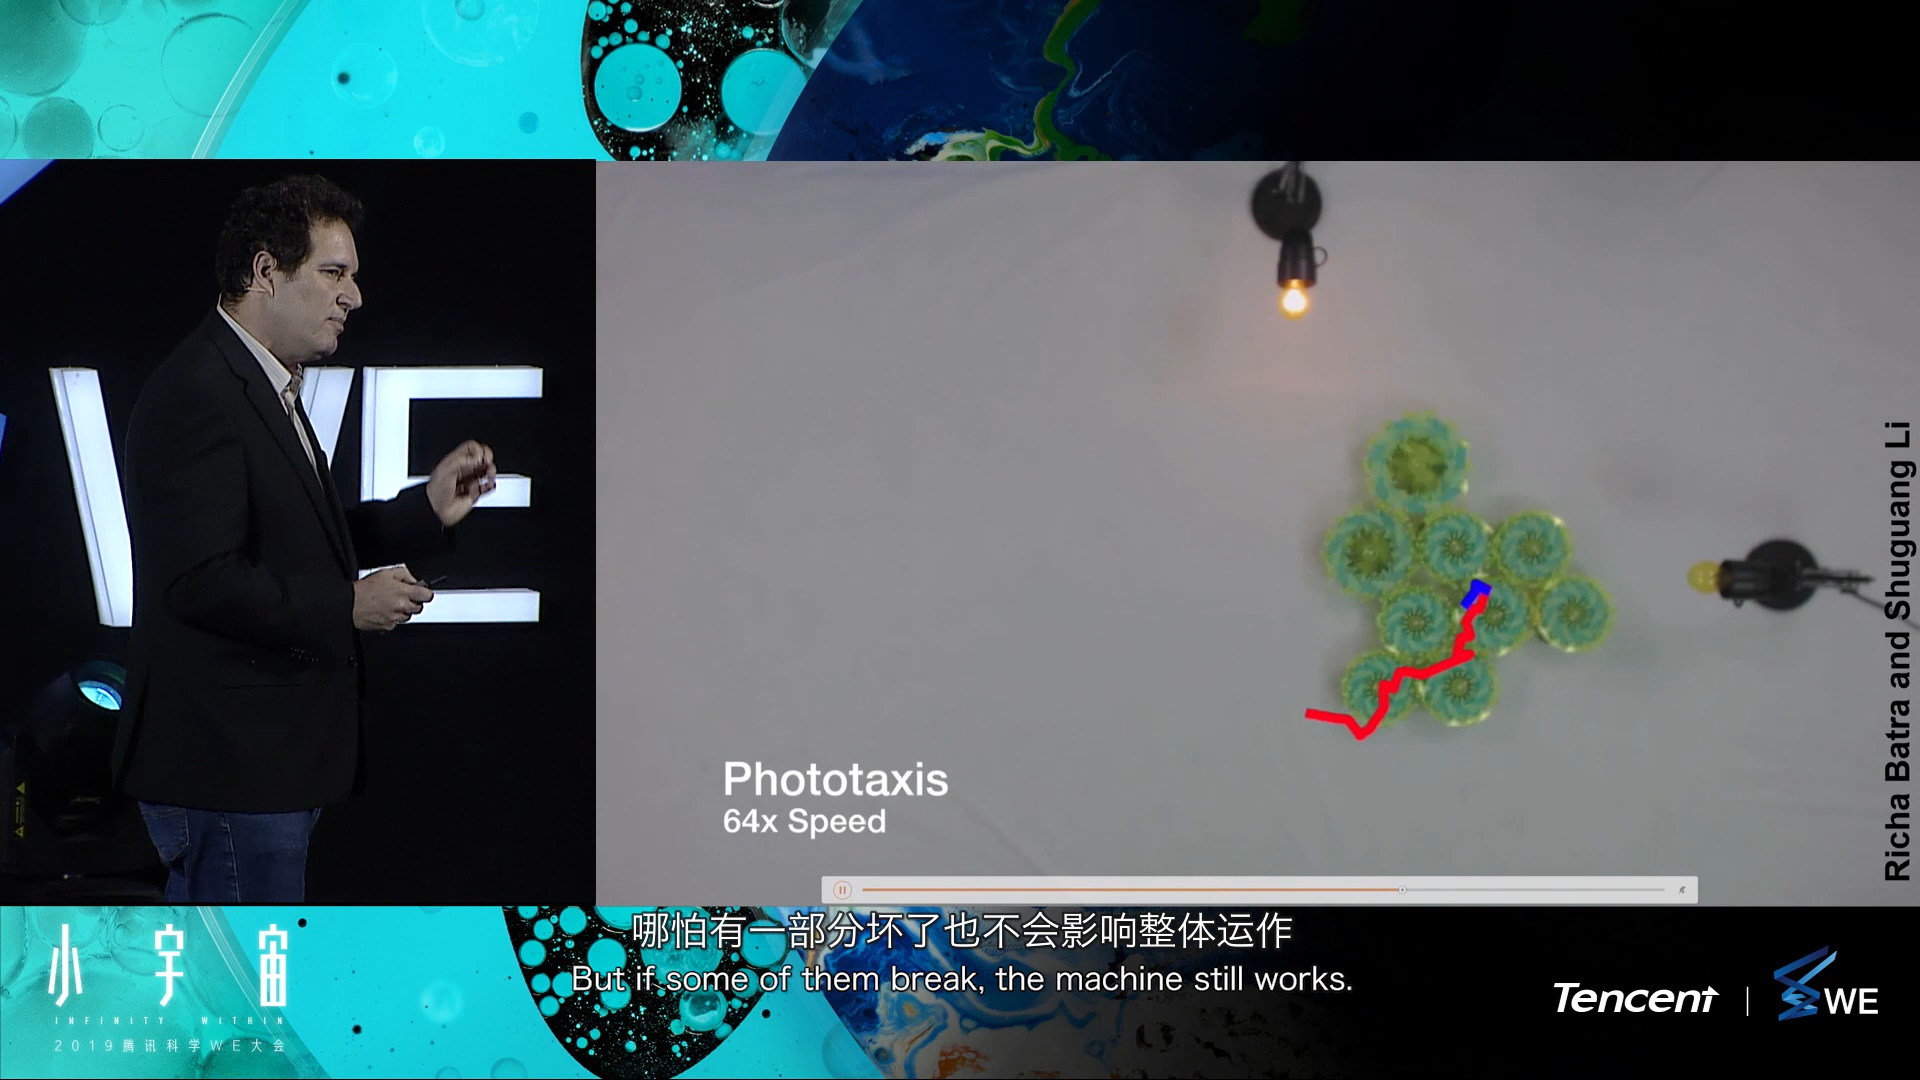 WE
Richa Batra and Shuguang Li
Phototaxis
64x Speed
哪怕有一部分坏了也不会影响整体运作
But if some of them break, the machine still works.
小宇宙
INFINITY WITHIN
2019腾讯科学WE大会
Tencent | WE